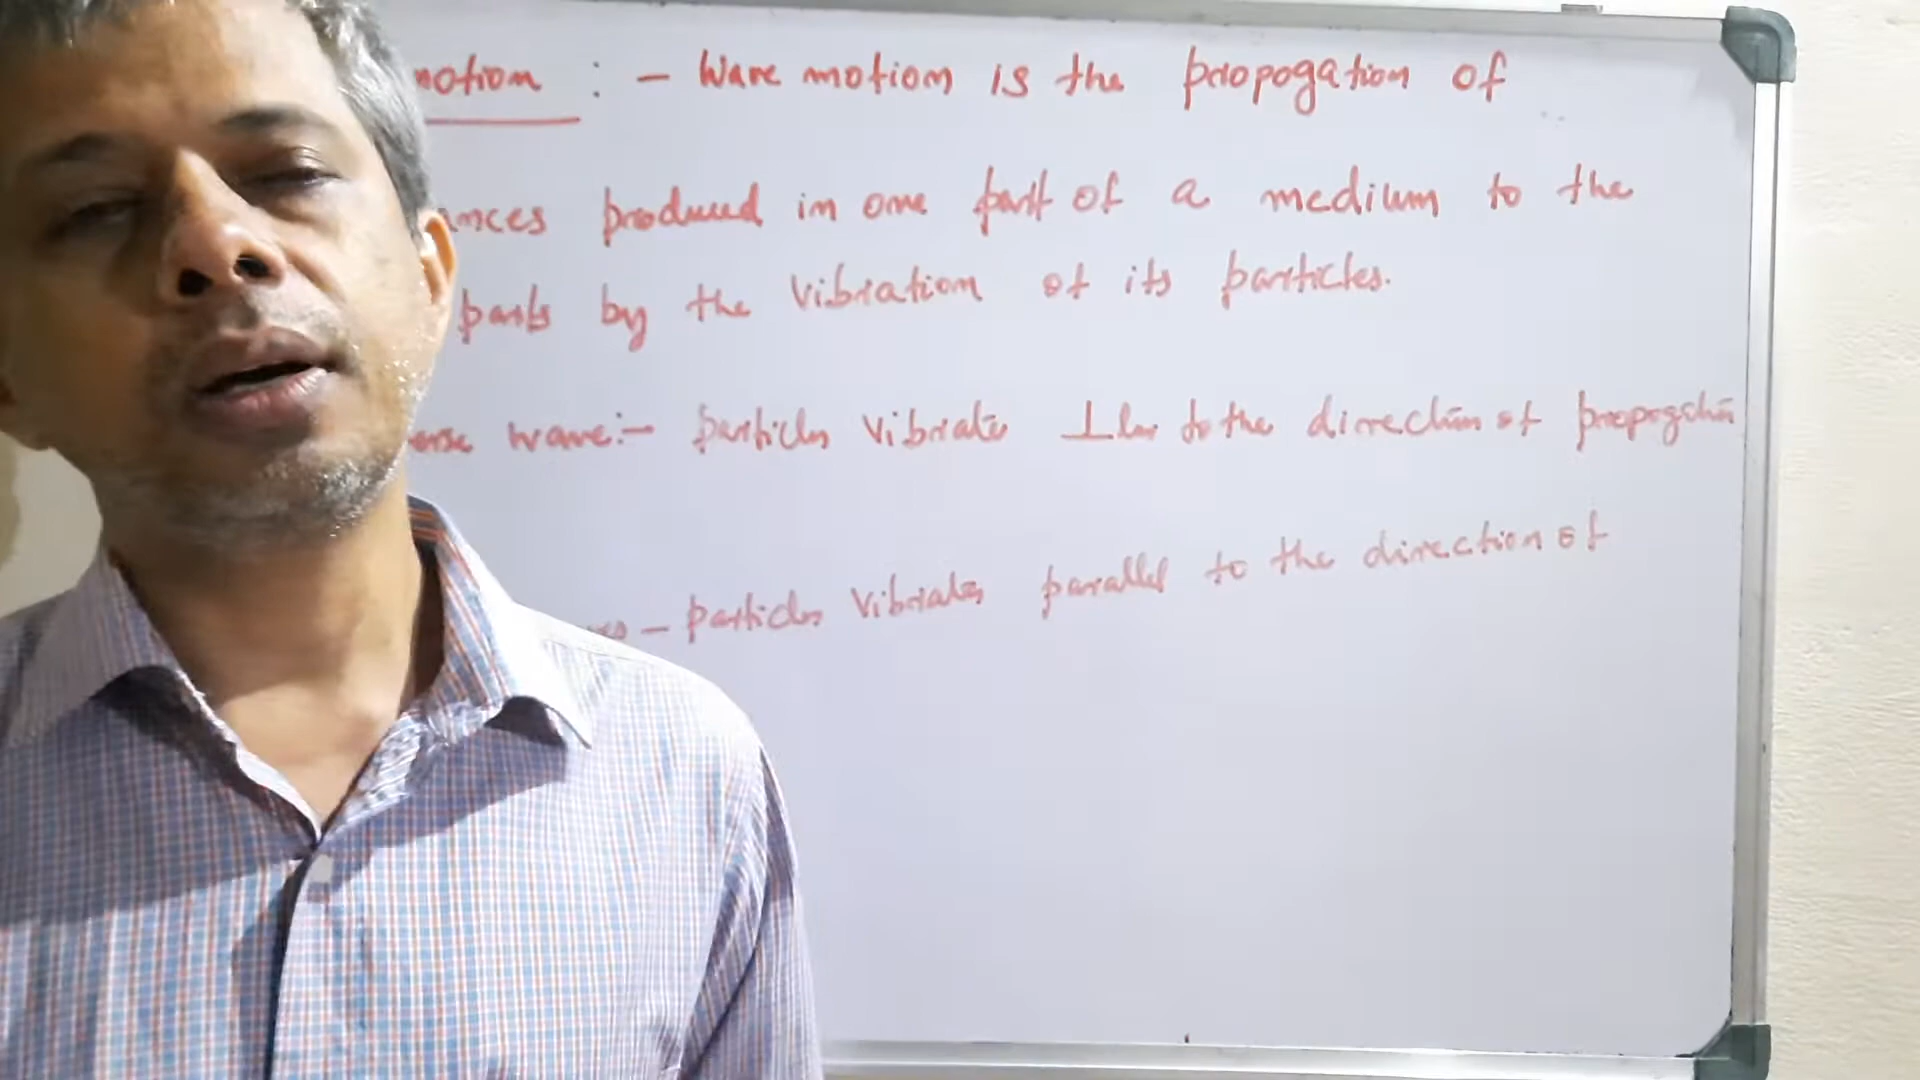 motion : - Wave motion is the propogation of
ances produced in one part of a medium to the
parts by the vibration of its particles.
erse wave:- particles vibrate ⊥lar to the direction of propogation
ves - particles vibrates parallel to the direction of